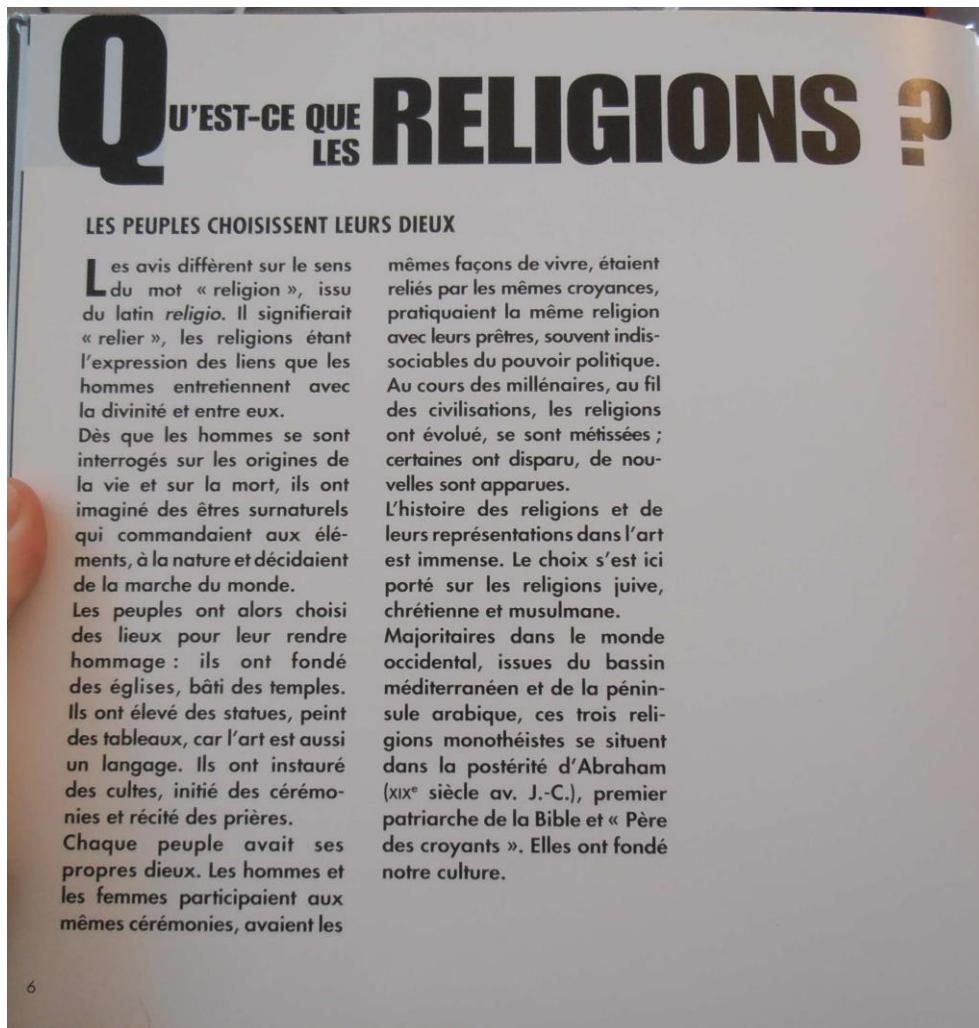 QU'EST-CE QUE LES RELIGIONS ?
LES PEUPLES CHOISISSENT LEURS DIEUX
Les avis diffèrent sur le sens
du mot « religion », issu
du latin religio. Il signifierait
« relier », les religions étant
l'expression des liens que les
hommes entretiennent avec
la divinité et entre eux.
Dès que les hommes se sont
interrogés sur les origines de
la vie et sur la mort, ils ont
imaginé des êtres surnaturels
qui commandaient aux élé-
ments, à la nature et décidaient
de la marche du monde.
Les peuples ont alors choisi
des lieux pour leur rendre
hommage : ils ont fondé
des églises, bâti des temples.
Ils ont élevé des statues, peint
des tableaux, car l'art est aussi
un langage. Ils ont instauré
des cultes, initié des cérémo-
nies et récité des prières.
Chaque peuple avait ses
propres dieux. Les hommes et
les femmes participaient aux
mêmes cérémonies, avaient les
mêmes façons de vivre, étaient
reliés par les mêmes croyances,
pratiquaient la même religion
avec leurs prêtres, souvent indis-
sociables du pouvoir politique.
Au cours des millénaires, au fil
des civilisations, les religions
ont évolué, se sont métissées ;
certaines ont disparu, de nou-
velles sont apparues.
L'histoire des religions et de
leurs représentations dans l'art
est immense. Le choix s'est ici
porté sur les religions juive,
chrétienne et musulmane.
Majoritaires dans le monde
occidental, issues du bassin
méditerranéen et de la pénin-
sule arabique, ces trois reli-
gions monothéistes se situent
dans la postérité d'Abraham
(XIXe siècle av. J.-C.), premier
patriarche de la Bible et « Père
des croyants ». Elles ont fondé
notre culture.
6